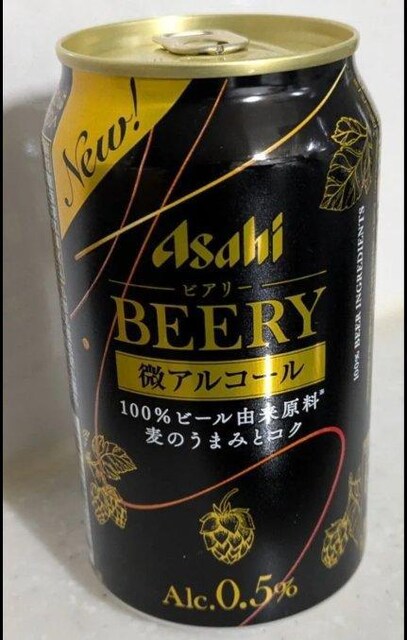 New!
Asahi
ビアリー
BEERY
微アルコール
100%ビール由来原料※
麦のうまみとコク
Alc.0.5%
100% BEER INGREDIENTS